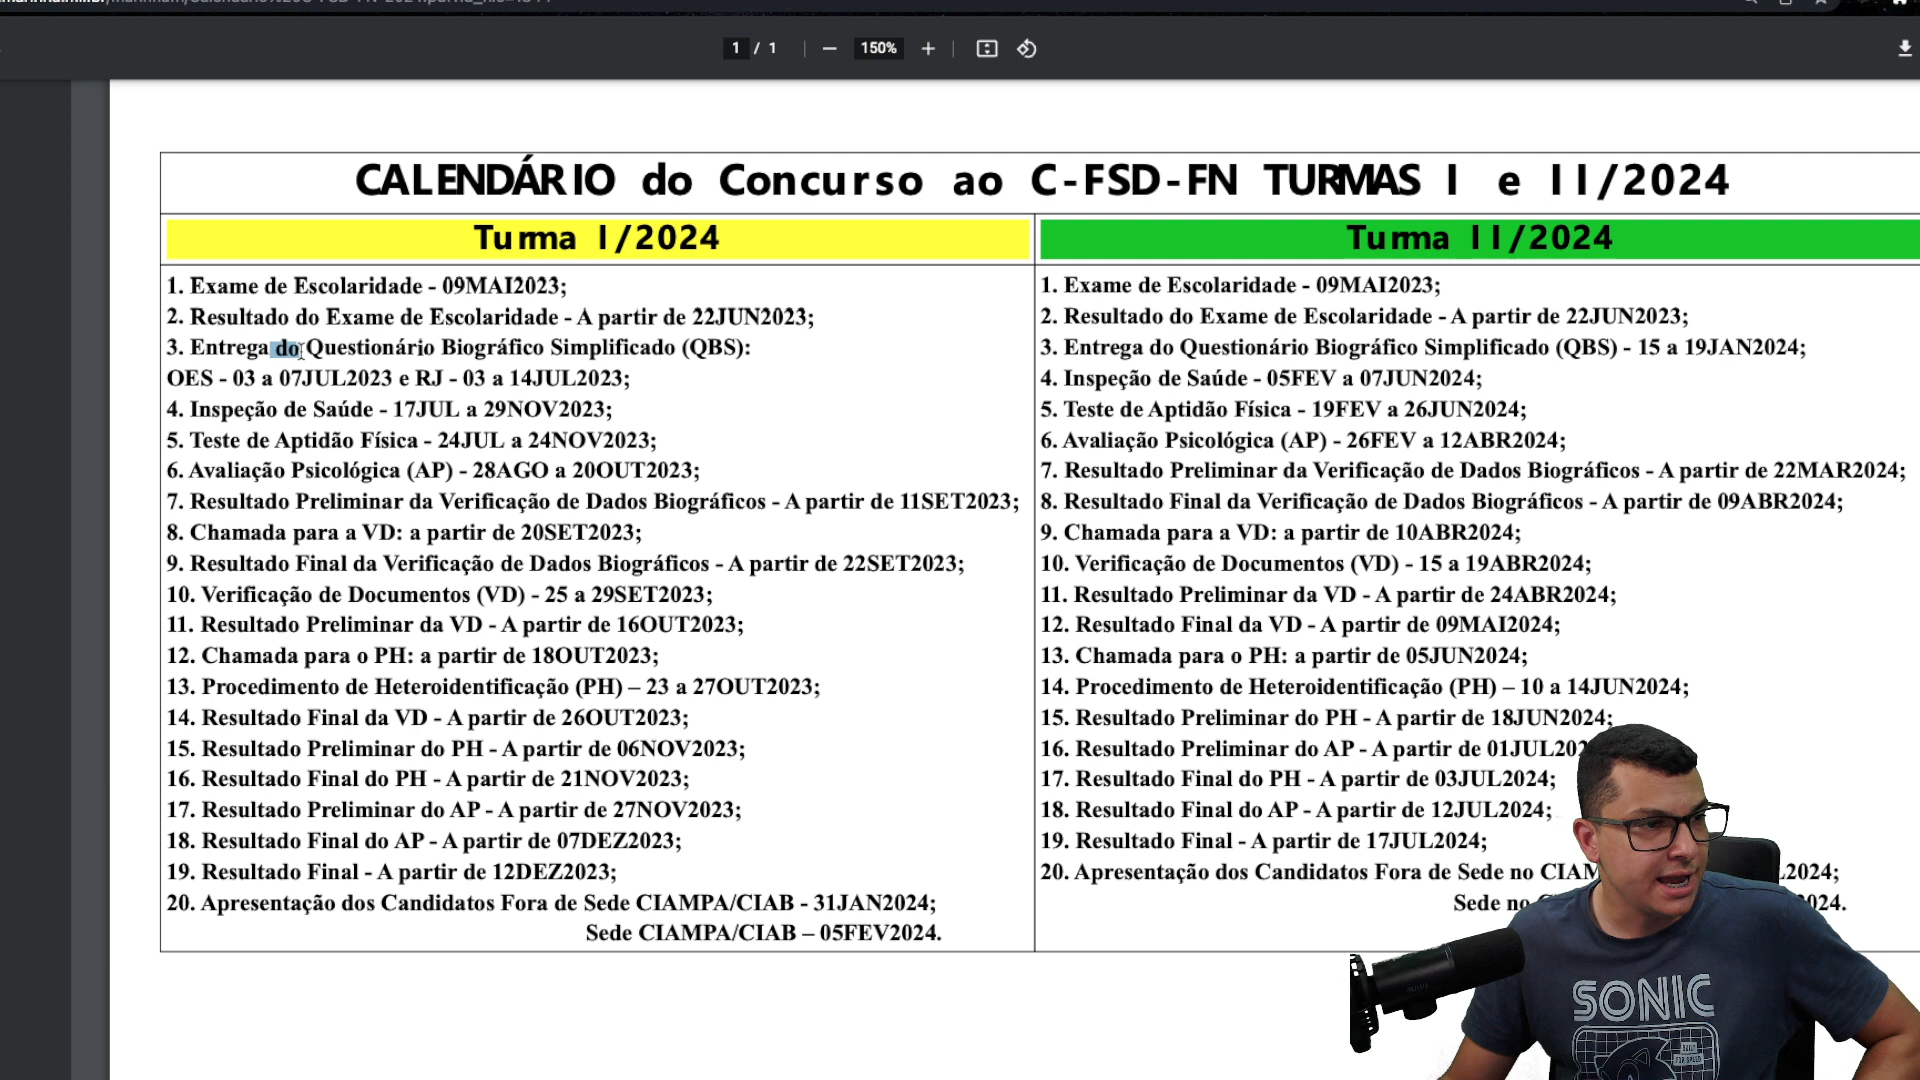 1 / 1
150%
CALENDÁRIO do Concurso ao C-FSD-FN TURMAS I e II/2024
Turma I/2024
1. Exame de Escolaridade - 09MAI2023;
2. Resultado do Exame de Escolaridade - A partir de 22JUN2023;
3. Entrega do Questionário Biográfico Simplificado (QBS):
OES - 03 a 07JUL2023 e RJ - 03 a 14JUL2023;
4. Inspeção de Saúde - 17JUL a 29NOV2023;
5. Teste de Aptidão Física - 24JUL a 24NOV2023;
6. Avaliação Psicológica (AP) - 28AGO a 20OUT2023;
7. Resultado Preliminar da Verificação de Dados Biográficos - A partir de 11SET2023;
8. Chamada para a VD: a partir de 20SET2023;
9. Resultado Final da Verificação de Dados Biográficos - A partir de 22SET2023;
10. Verificação de Documentos (VD) - 25 a 29SET2023;
11. Resultado Preliminar da VD - A partir de 16OUT2023;
12. Chamada para o PH: a partir de 18OUT2023;
13. Procedimento de Heteroidentificação (PH) – 23 a 27OUT2023;
14. Resultado Final da VD - A partir de 26OUT2023;
15. Resultado Preliminar do PH - A partir de 06NOV2023;
16. Resultado Final do PH - A partir de 21NOV2023;
17. Resultado Preliminar do AP - A partir de 27NOV2023;
18. Resultado Final do AP - A partir de 07DEZ2023;
19. Resultado Final - A partir de 12DEZ2023;
20. Apresentação dos Candidatos Fora de Sede CIAMPA/CIAB - 31JAN2024;
Sede CIAMPA/CIAB – 05FEV2024.
Turma II/2024
1. Exame de Escolaridade - 09MAI2023;
2. Resultado do Exame de Escolaridade - A partir de 22JUN2023;
3. Entrega do Questionário Biográfico Simplificado (QBS) - 15 a 19JAN2024;
4. Inspeção de Saúde - 05FEV a 07JUN2024;
5. Teste de Aptidão Física - 19FEV a 26JUN2024;
6. Avaliação Psicológica (AP) - 26FEV a 12ABR2024;
7. Resultado Preliminar da Verificação de Dados Biográficos - A partir de 22MAR2024;
8. Resultado Final da Verificação de Dados Biográficos - A partir de 09ABR2024;
9. Chamada para a VD: a partir de 10ABR2024;
10. Verificação de Documentos (VD) - 15 a 19ABR2024;
11. Resultado Preliminar da VD - A partir de 24ABR2024;
12. Resultado Final da VD - A partir de 09MAI2024;
13. Chamada para o PH: a partir de 05JUN2024;
14. Procedimento de Heteroidentificação (PH) – 10 a 14JUN2024;
15. Resultado Preliminar do PH - A partir de 18JUN2024;
16. Resultado Preliminar do AP - A partir de 01JUL202
17. Resultado Final do PH - A partir de 03JUL2024;
18. Resultado Final do AP - A partir de 12JUL2024;
19. Resultado Final - A partir de 17JUL2024;
20. Apresentação dos Candidatos Fora de Sede no CIAM L2024;
Sede no 024.
SONIC